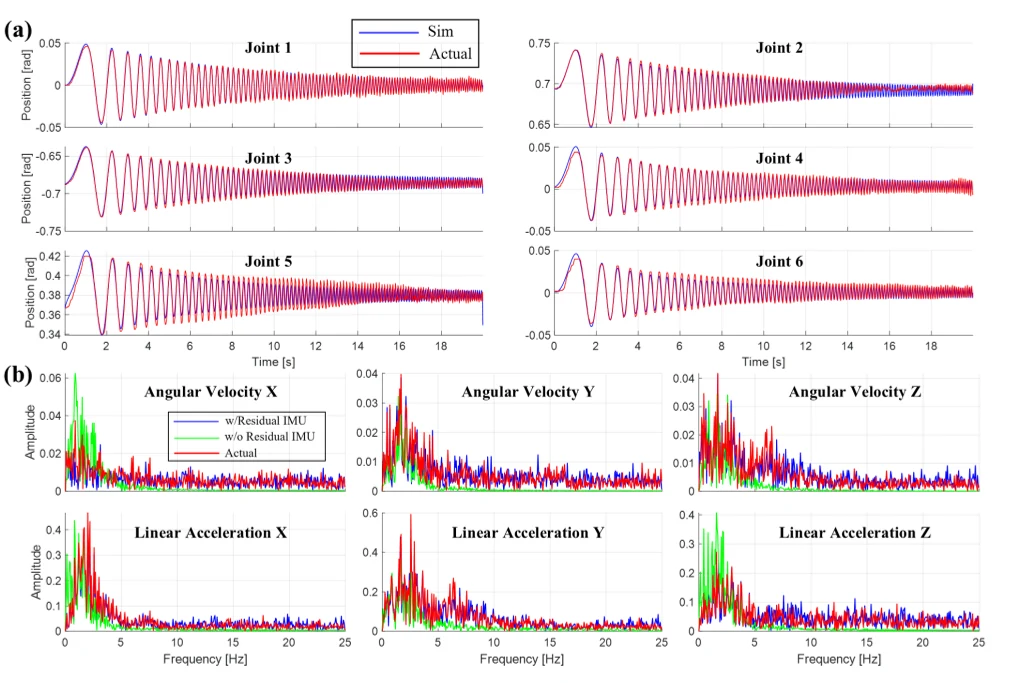 (a)
Sim
Actual
Joint 1
Position [rad]
0.05
0
-0.05
Joint 2
0.75
0.7
0.65
Joint 3
Position [rad]
-0.65
-0.7
-0.75
Joint 4
0.05
0
-0.05
Joint 5
Position [rad]
0.42
0.4
0.38
0.36
0.34
0 2 4 6 8 10 12 14 16 18
Time [s]
Joint 6
0.05
0
-0.05
0 2 4 6 8 10 12 14 16 18
Time [s]
(b)
Angular Velocity X
Amplitude
0.06
0.04
0.02
0
w/Residual IMU
w/o Residual IMU
Actual
Angular Velocity Y
0.04
0.03
0.02
0.01
0
Angular Velocity Z
0.04
0.03
0.02
0.01
0
Linear Acceleration X
Amplitude
0.4
0.3
0.2
0.1
0
0 5 10 15 20 25
Frequency [Hz]
Linear Acceleration Y
0.6
0.4
0.2
0
0 5 10 15 20 25
Frequency [Hz]
Linear Acceleration Z
0.4
0.3
0.2
0.1
0
0 5 10 15 20 25
Frequency [Hz]